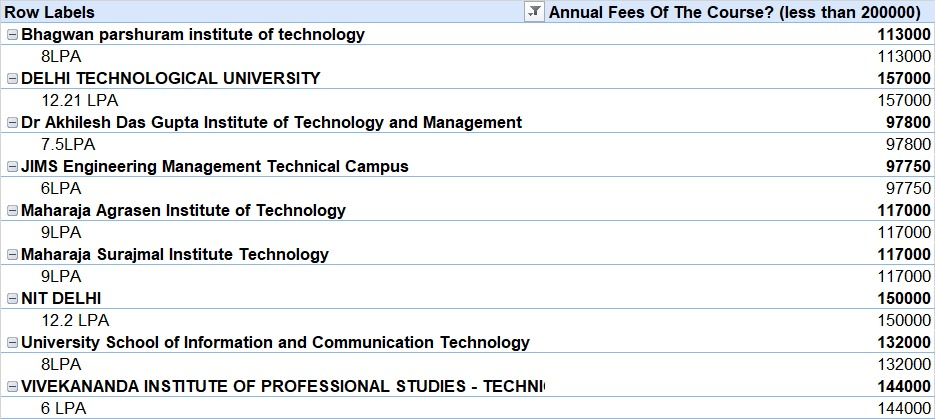 Row Labels Annual Fees Of The Course? (less than 200000)
Bhagwan parshuram institute of technology 113000
8LPA 113000
DELHI TECHNOLOGICAL UNIVERSITY 157000
12.21 LPA 157000
Dr Akhilesh Das Gupta Institute of Technology and Management 97800
7.5LPA 97800
JIMS Engineering Management Technical Campus 97750
6LPA 97750
Maharaja Agrasen Institute of Technology 117000
9LPA 117000
Maharaja Surajmal Institute Technology 117000
9LPA 117000
NIT DELHI 150000
12.2 LPA 150000
University School of Information and Communication Technology 132000
8LPA 132000
VIVEKANANDA INSTITUTE OF PROFESSIONAL STUDIES - TECHNI 144000
6 LPA 144000